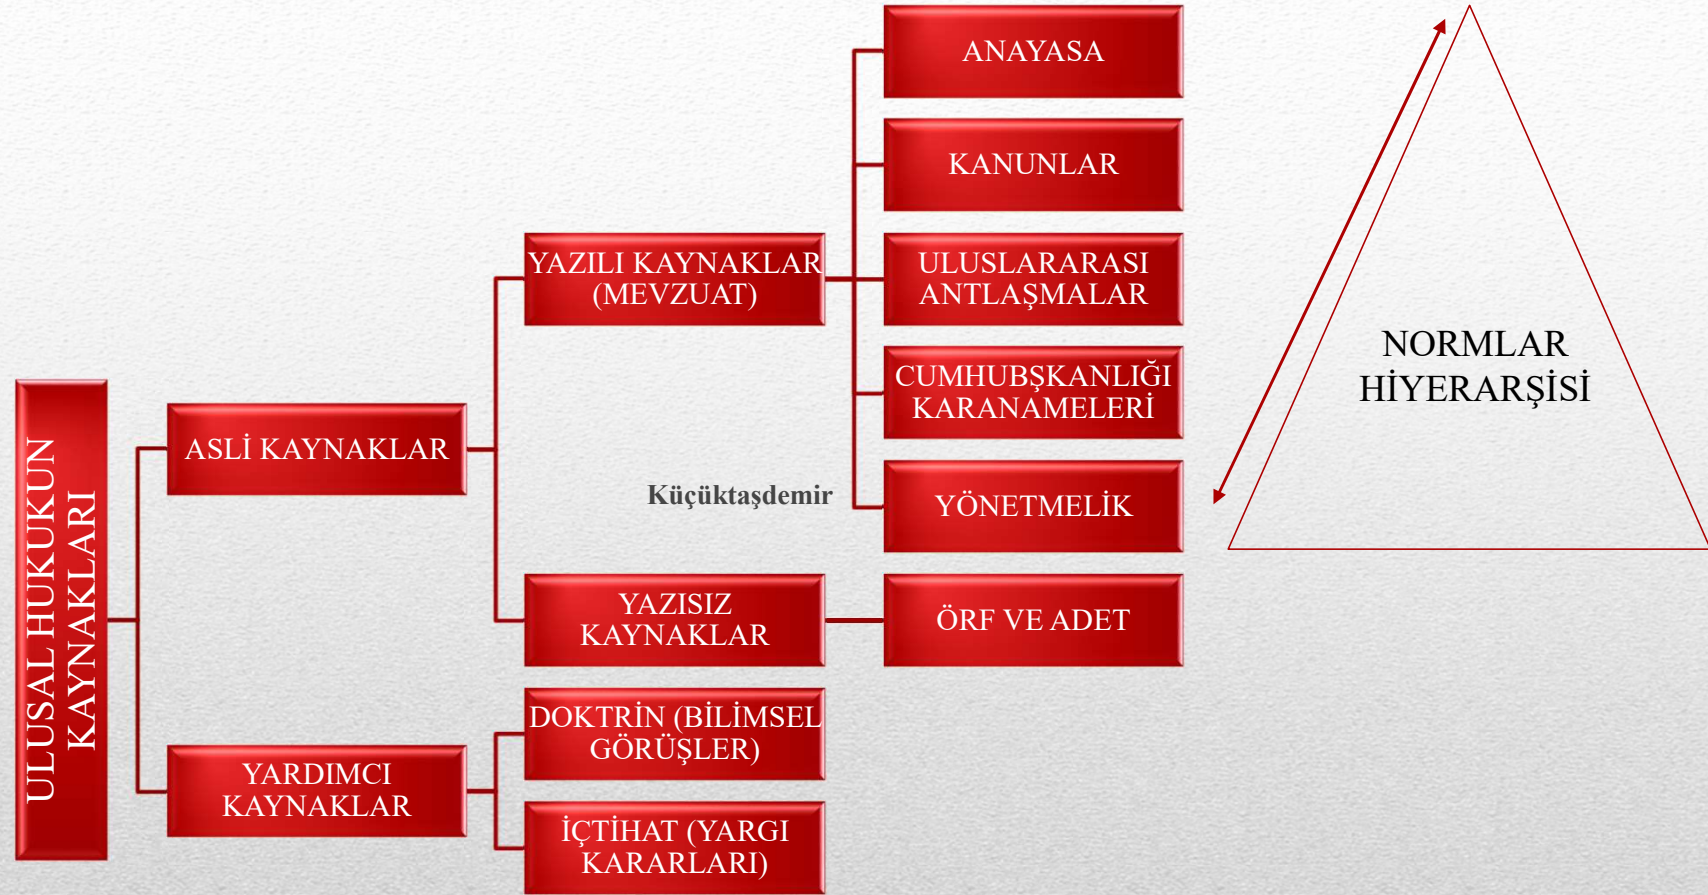 ULUSAL HUKUKUN
KAYNAKLARI
ASLİ KAYNAKLAR
YAZILI KAYNAKLAR
(MEVZUAT)
ANAYASA
KANUNLAR
ULUSLARARASI
ANTLAŞMALAR
CUMHUBŞKANLIĞI
KARANAMELERİ
YÖNETMELİK
Küçüktaşdemir
YAZISIZ
KAYNAKLAR
ÖRF VE ADET
YARDIMCI
KAYNAKLAR
DOKTRİN (BİLİMSEL
GÖRÜŞLER)
İÇTİHAT (YARGI
KARARLARI)
NORMLAR
HİYERARŞİSİ